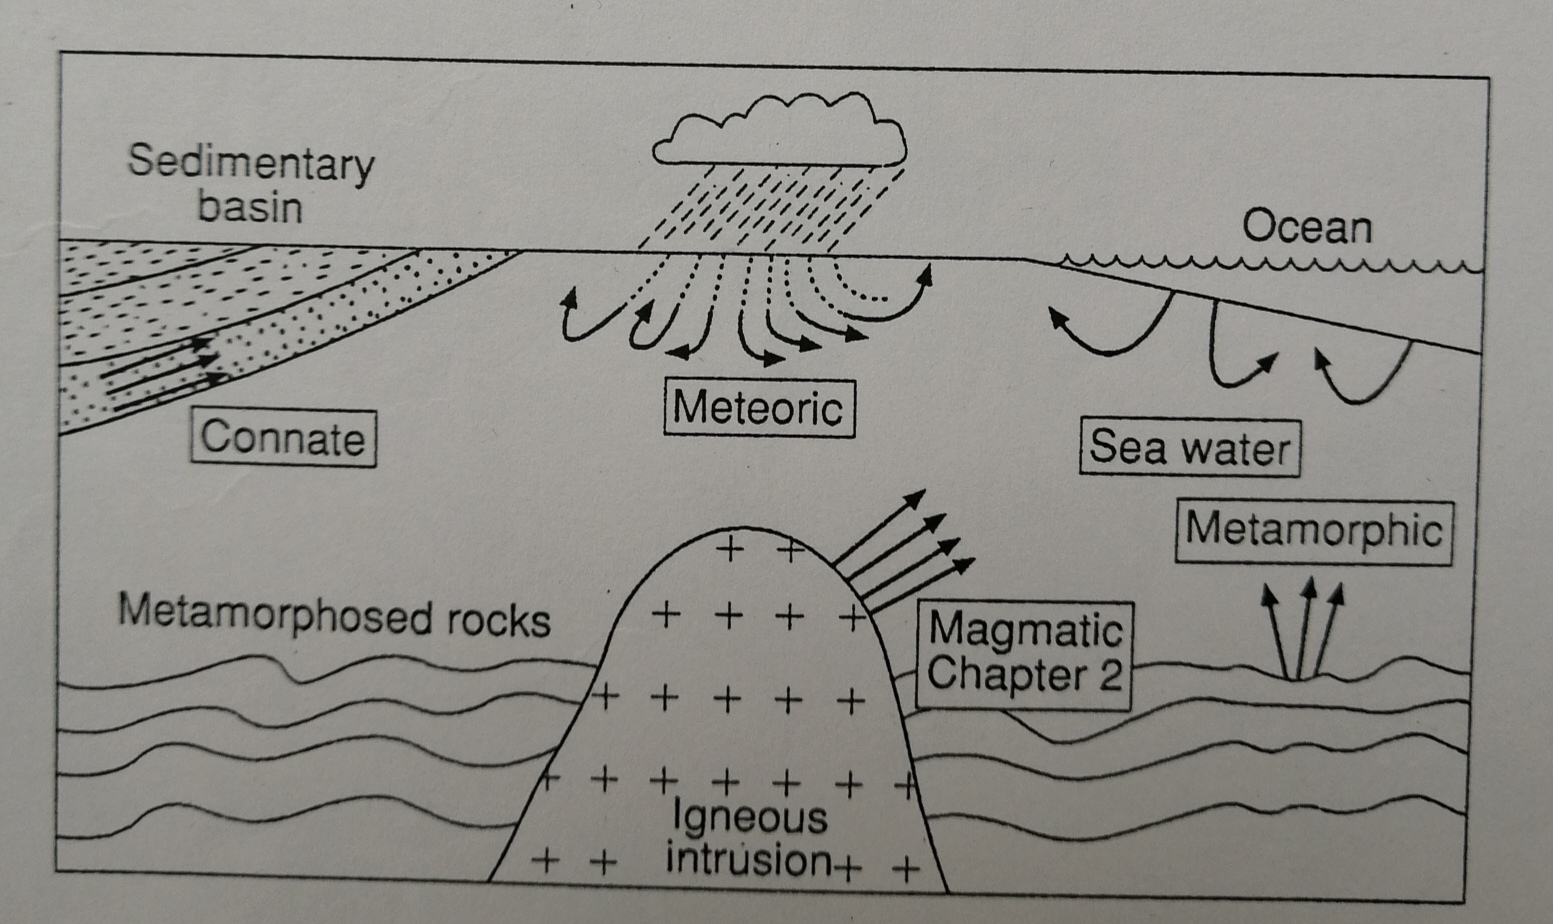 Sedimentary
basin
Ocean
Connate
Meteoric
Sea water
Metamorphic
Metamorphosed rocks
Magmatic
Chapter 2
Igneous
intrusion